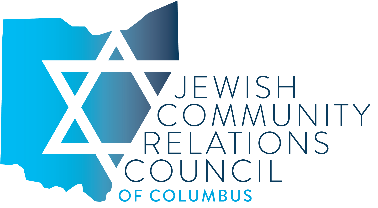 JEWISH
COMMUNITY
RELATIONS
COUNCIL
OF COLUMBUS